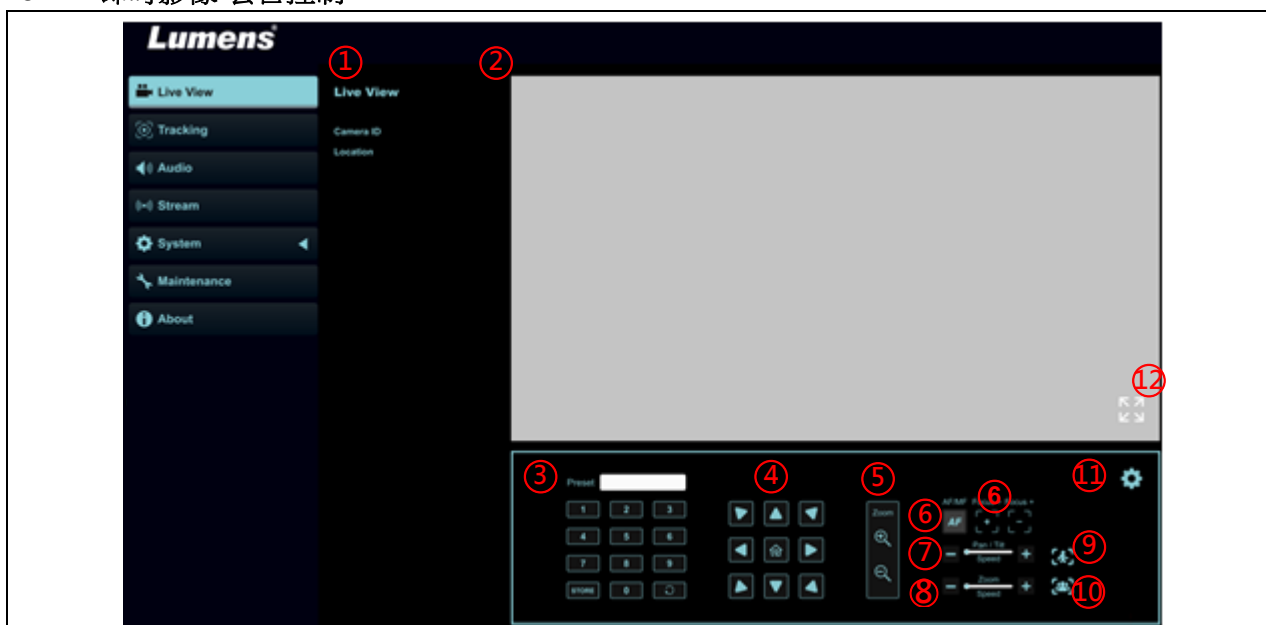 Lumens
① ②
Live View
Tracking
Audio
Stream
System
Maintenance
About
Live View
Camera ID
Location
⑫
③ Preset
1 2 3
4 5 6
7 8 9
STORE 0
④
⑤
Zoom
⑪
AF/MF Focus - Focus +
⑥ ⑥
AF
⑦ Pan / Tilt
Speed
⑨
⑧ Zoom
Speed
⑩